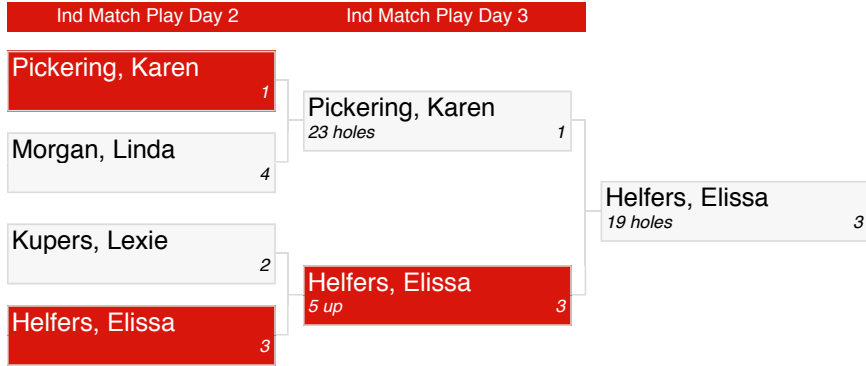 Ind Match Play Day 2
Ind Match Play Day 3
Pickering, Karen
1
Morgan, Linda
4
Kupers, Lexie
2
Helfers, Elissa
3
Pickering, Karen
23 holes 1
Helfers, Elissa
5 up 3
Helfers, Elissa
19 holes 3